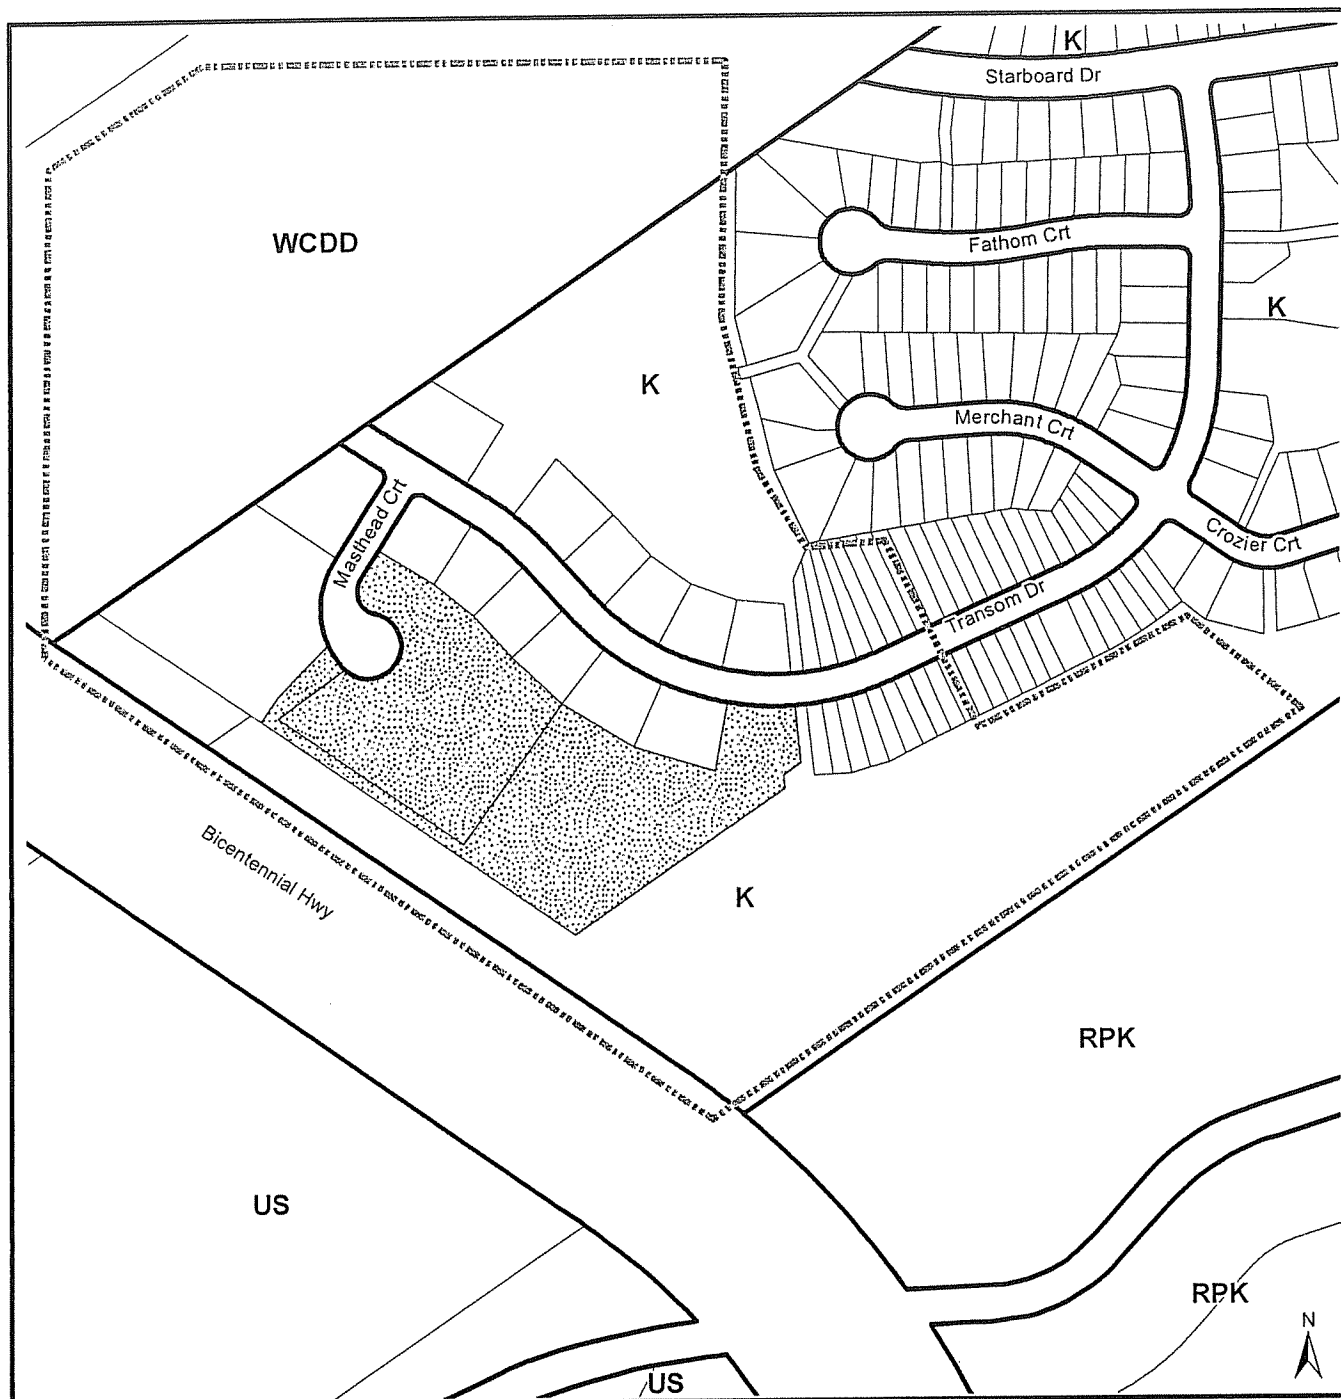 K
Starboard Dr
WCDD
Fathom Crt
K
K
Merchant Crt
Masthead Crt
Crozier Crt
Transom Dr
Bicentennial Hwy
K
RPK
US
RPK
N
US